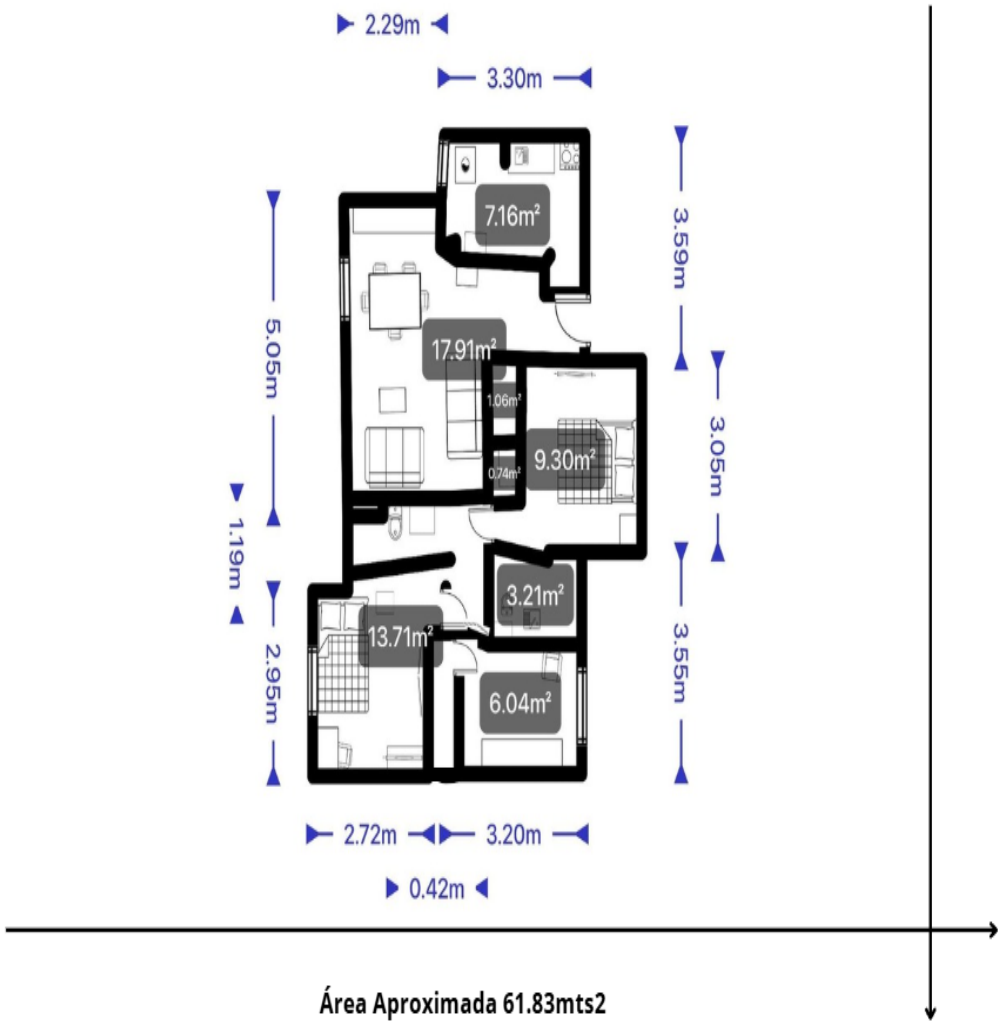 2.29m
3.30m
7.16m²
3.59m
5.05m
17.91m²
1.06m²
3.05m
9.30m²
0.74m²
1.19m
3.21m²
13.71m²
3.55m
2.95m
6.04m²
2.72m
3.20m
0.42m
Área Aproximada 61.83mts2